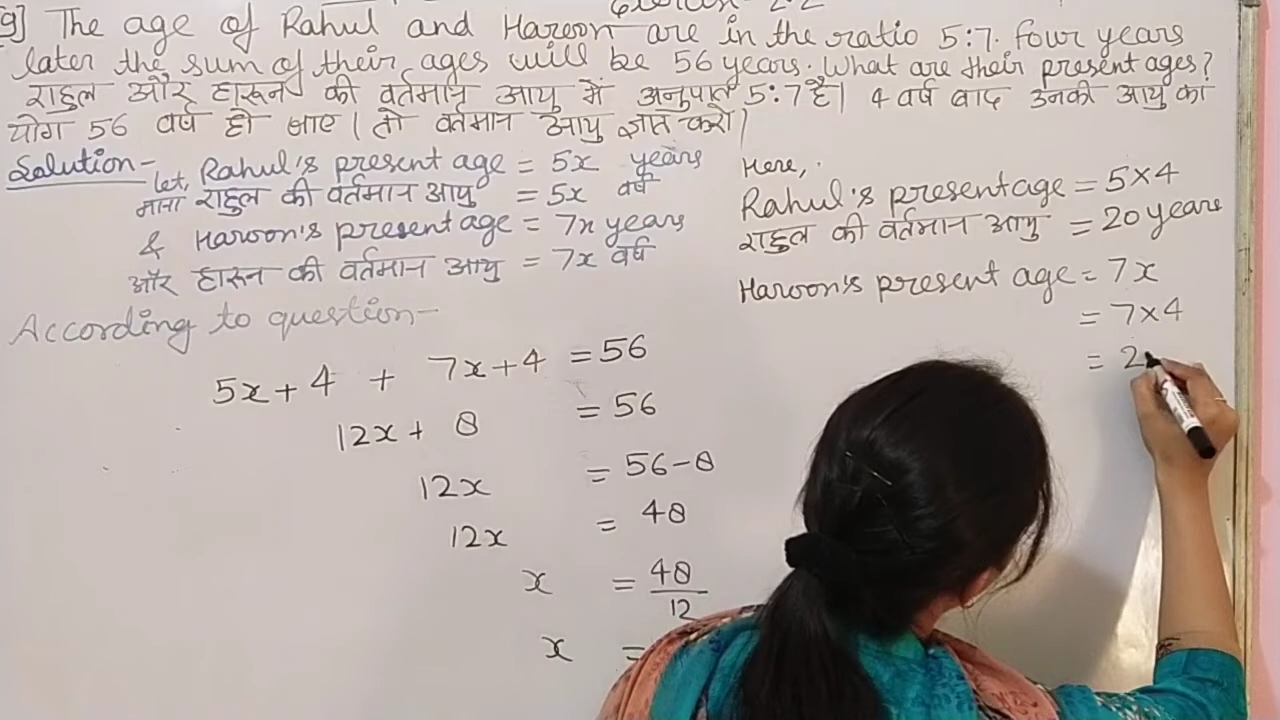 9] The age of Rahul and Haroon are in the ratio 5:7. four years
later the sum of their ages will be 56 years. What are their present ages?
राहुल और हारून की वर्तमान आयु में अनुपात 5:7 है। 4 वर्ष बाद उनकी आयु का
योग 56 वर्ष हो जाए। तो वर्तमान आयु ज्ञात करो।
Solution-
let, Rahul's present age = 5x years
माना राहुल की वर्तमान आयु = 5x वर्ष
& Haroon's present age = 7x years
और हारून की वर्तमान आयु = 7x वर्ष
According to question-
5x+4 + 7x+4 = 56
12x+ 8 = 56
12x = 56-8
12x = 48
x = 48
12
x =
Here,
Rahul's present age = 5×4
राहुल की वर्तमान आयु = 20 years
Haroon's present age = 7x
= 7×4
= 2